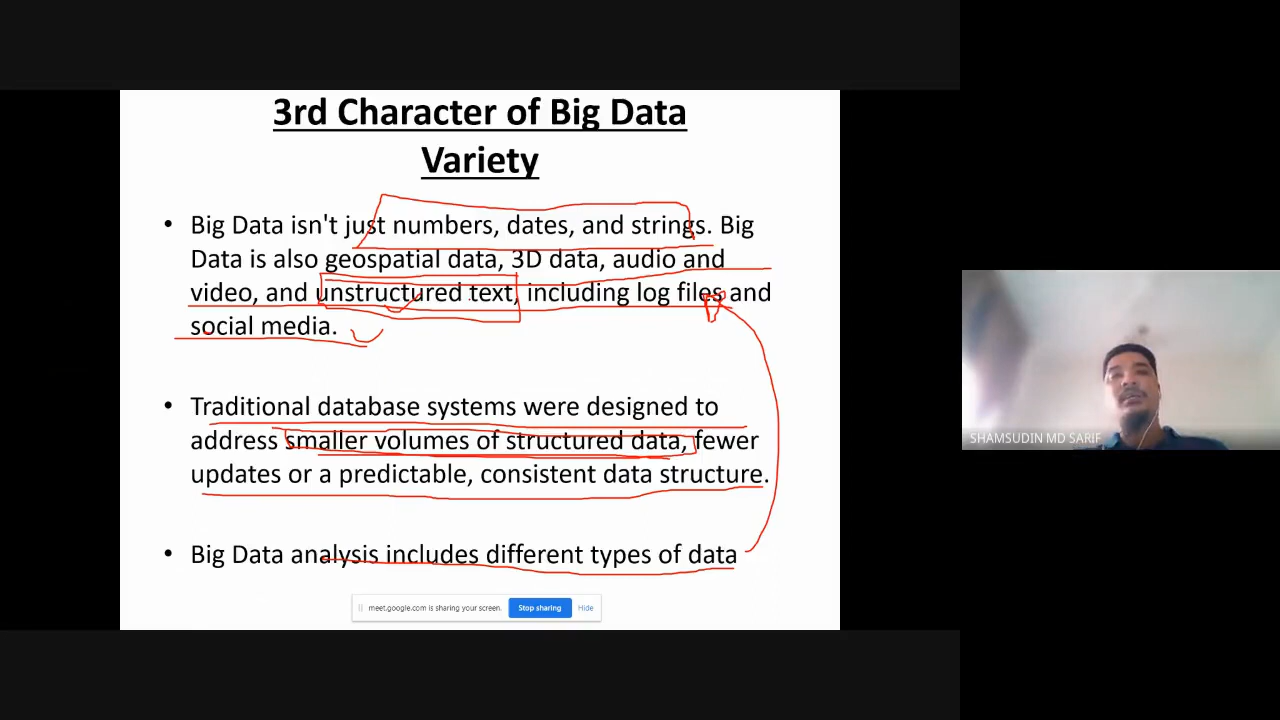 3rd Character of Big Data
Variety
• Big Data isn't just numbers, dates, and strings. Big
Data is also geospatial data, 3D data, audio and
video, and unstructured text, including log files and
social media.
• Traditional database systems were designed to
address smaller volumes of structured data, fewer
updates or a predictable, consistent data structure.
• Big Data analysis includes different types of data
meet.google.com is sharing your screen. Stop sharing Hide
SHAMSUDIN MD SARIF